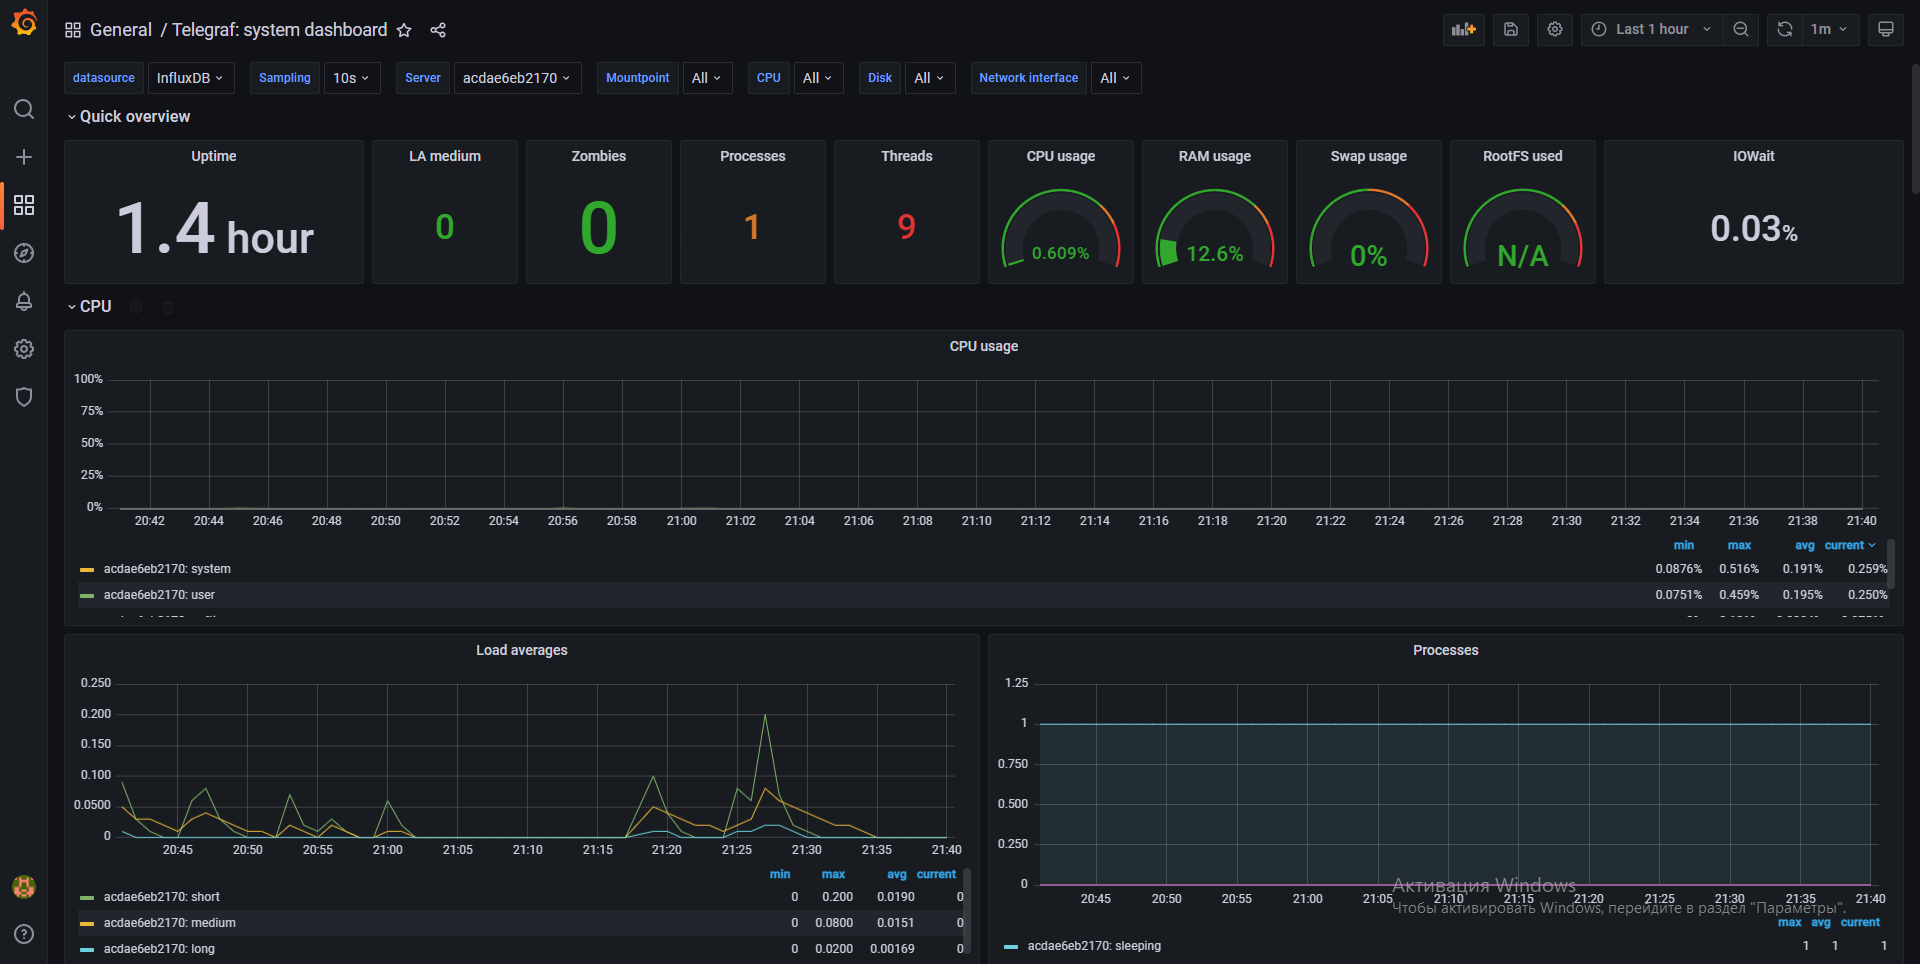 General / Telegraf: system dashboard
Last 1 hour
1m
datasource InfluxDB Sampling 10s Server acdae6eb2170 Mountpoint All CPU All Disk All Network interface All
Quick overview
Uptime
1.4 hour
LA medium
0
Zombies
0
Processes
1
Threads
9
CPU usage
0.609%
RAM usage
12.6%
Swap usage
0%
RootFS used
N/A
IOWait
0.03%
CPU
CPU usage
100%
75%
50%
25%
0%
20:42 20:44 20:46 20:48 20:50 20:52 20:54 20:56 20:58 21:00 21:02 21:04 21:06 21:08 21:10 21:12 21:14 21:16 21:18 21:20 21:22 21:24 21:26 21:28 21:30 21:32 21:34 21:36 21:38 21:40
min max avg current
acdae6eb2170: system 0.0876% 0.516% 0.191% 0.259%
acdae6eb2170: user 0.0751% 0.459% 0.195% 0.250%
Load averages
0.250
0.200
0.150
0.100
0.0500
0
20:45 20:50 20:55 21:00 21:05 21:10 21:15 21:20 21:25 21:30 21:35 21:40
min max avg current
acdae6eb2170: short 0 0.200 0.0190 0
acdae6eb2170: medium 0 0.0800 0.0151 0
acdae6eb2170: long 0 0.0200 0.00169 0
Processes
1.25
1
0.750
0.500
0.250
0
20:45 20:50 20:55 21:00 21:05 21:10 21:15 21:20 21:25 21:30 21:35 21:40
Активация Windows
Чтобы активировать Windows, перейдите в раздел "Параметры".
max avg current
acdae6eb2170: sleeping 1 1 1